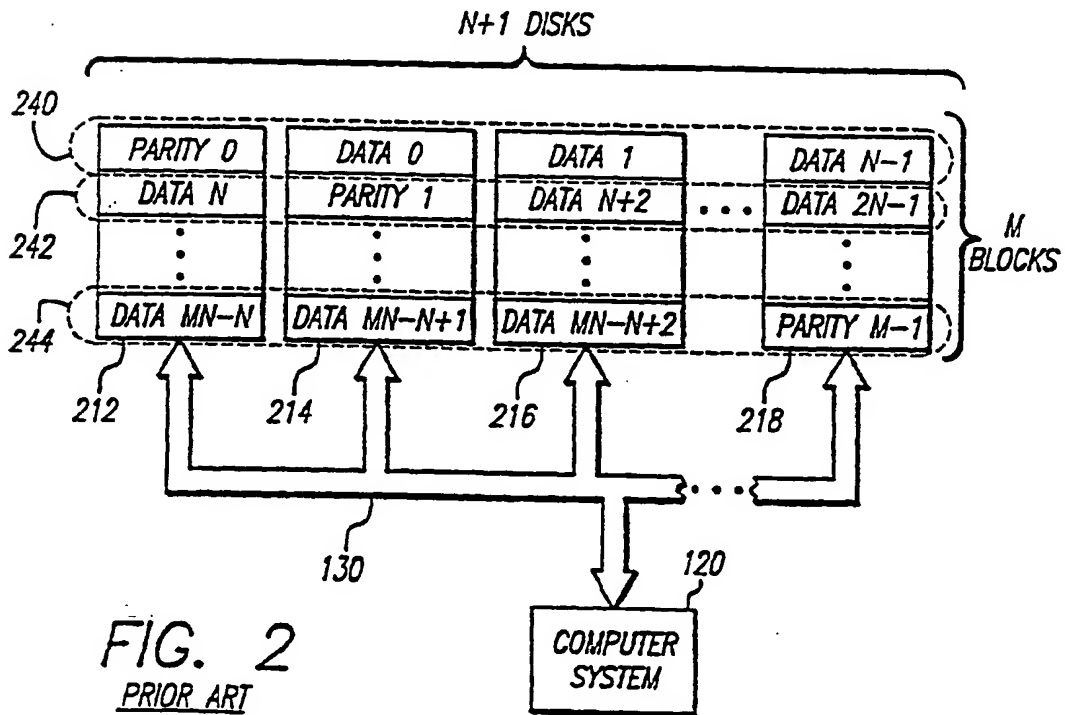 N+1 DISKS
240
PARITY 0 DATA 0 DATA 1 DATA N-1
242
DATA N PARITY 1 DATA N+2 DATA 2N-1
M
BLOCKS
244
DATA MN-N DATA MN-N+1 DATA MN-N+2 PARITY M-1
212 214 216 218
130
120
COMPUTER
SYSTEM
FIG. 2
PRIOR ART